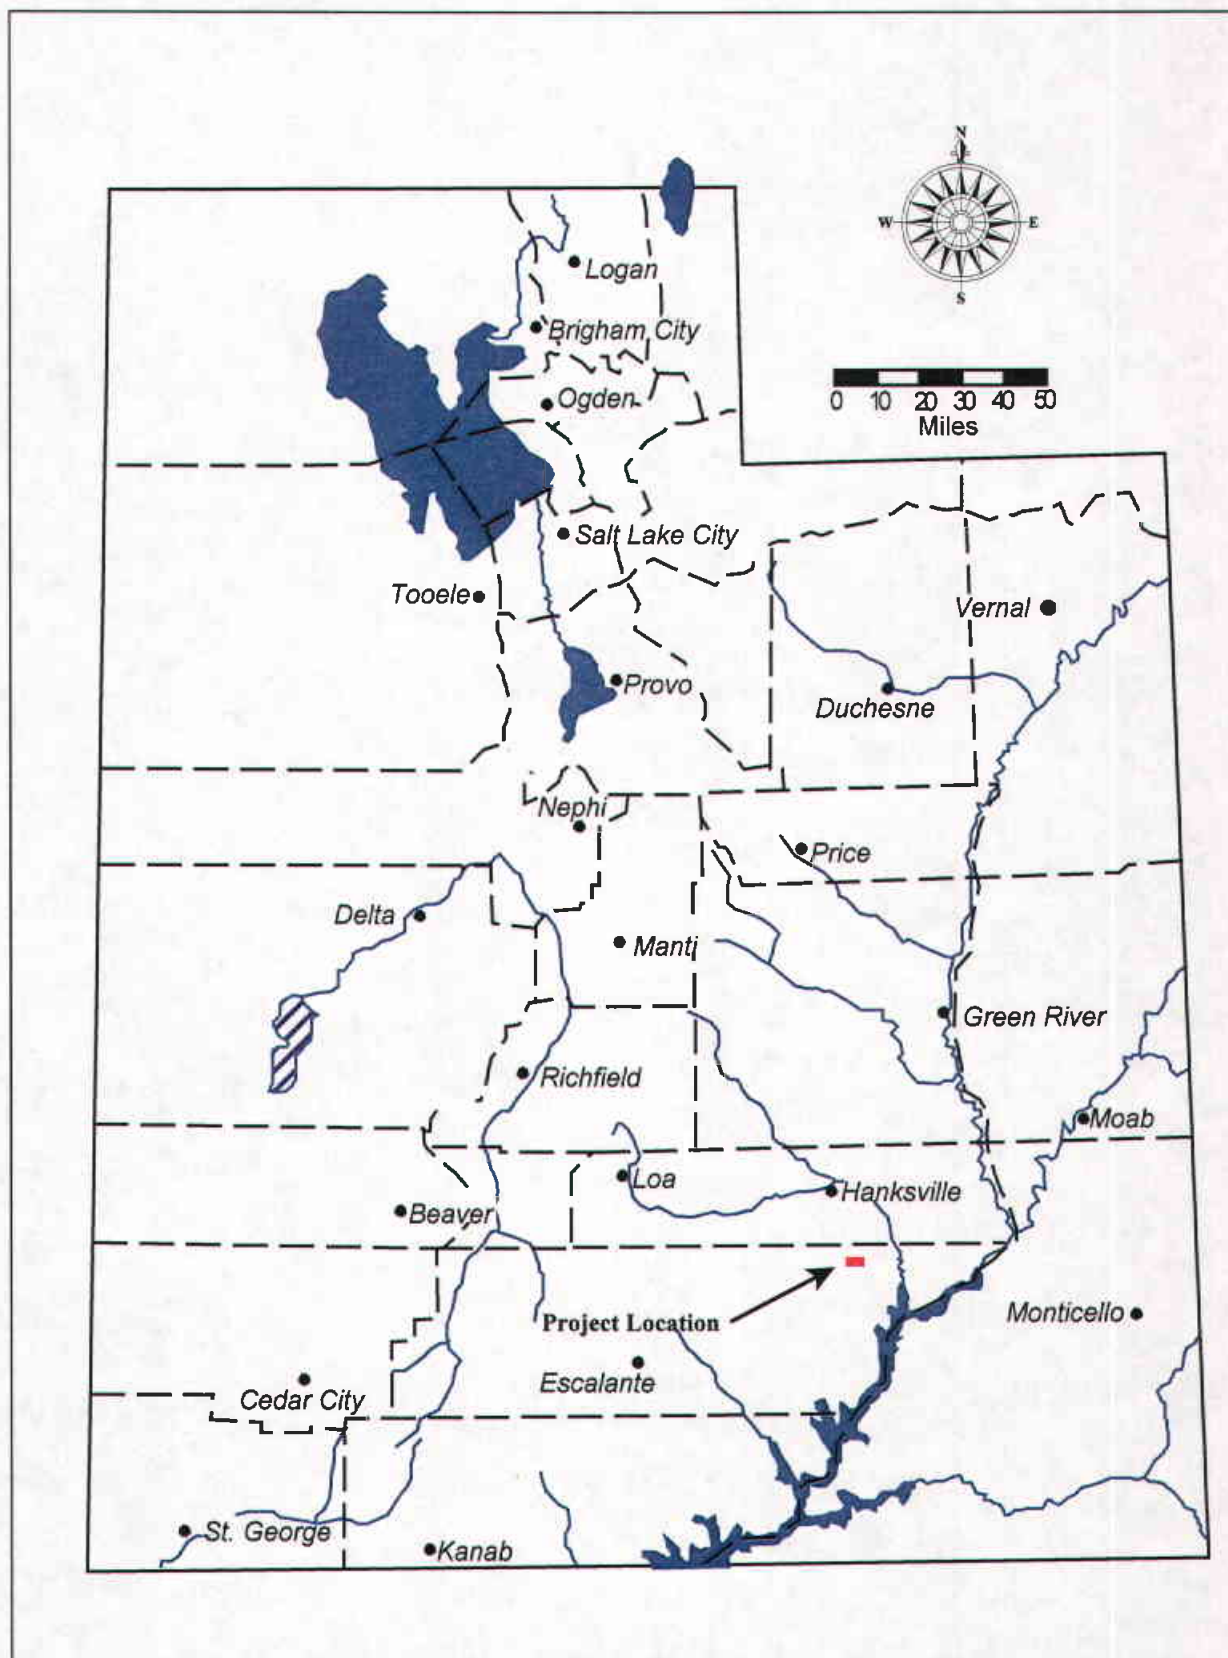 N
W E
S
Logan
Brigham City
Ogden
0 10 20 30 40 50
Miles
Salt Lake City
Tooele
Vernal
Provo
Duchesne
Nephi
Price
Delta
Manti
Green River
Richfield
Moab
Loa
Hanksville
Beaver
Project Location
Monticello
Escalante
Cedar City
St. George
Kanab